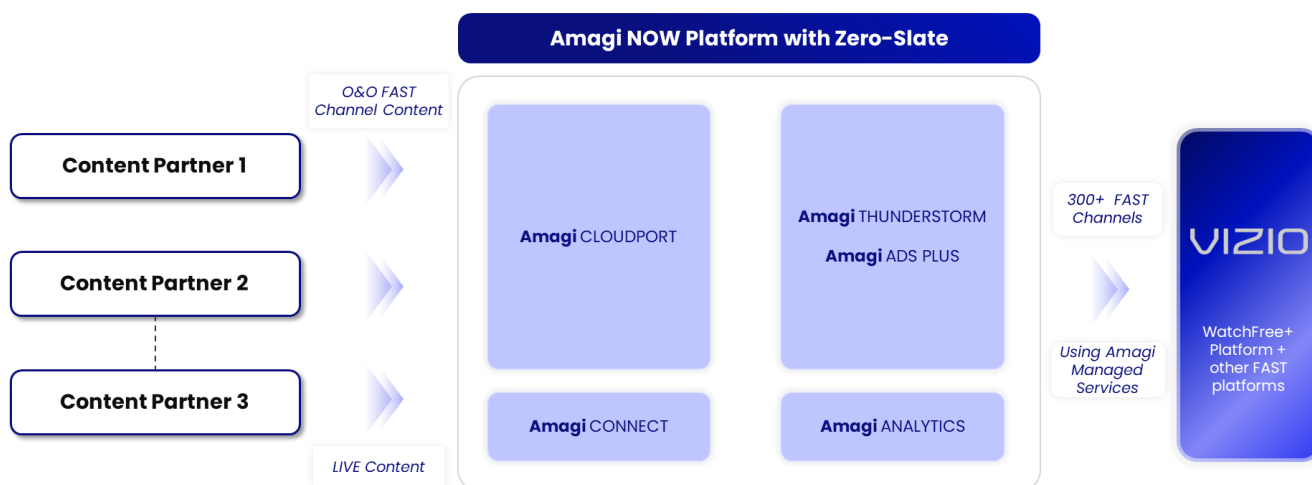 Amagi NOW Platform with Zero-Slate
O&O FAST
Channel Content
Content Partner 1
Content Partner 2
Content Partner 3
LIVE Content
Amagi CLOUDPORT
Amagi THUNDERSTORM
Amagi ADS PLUS
Amagi CONNECT
Amagi ANALYTICS
300+ FAST
Channels
Using Amagi
Managed
Services
VIZIO
WatchFree+
Platform +
other FAST
platforms